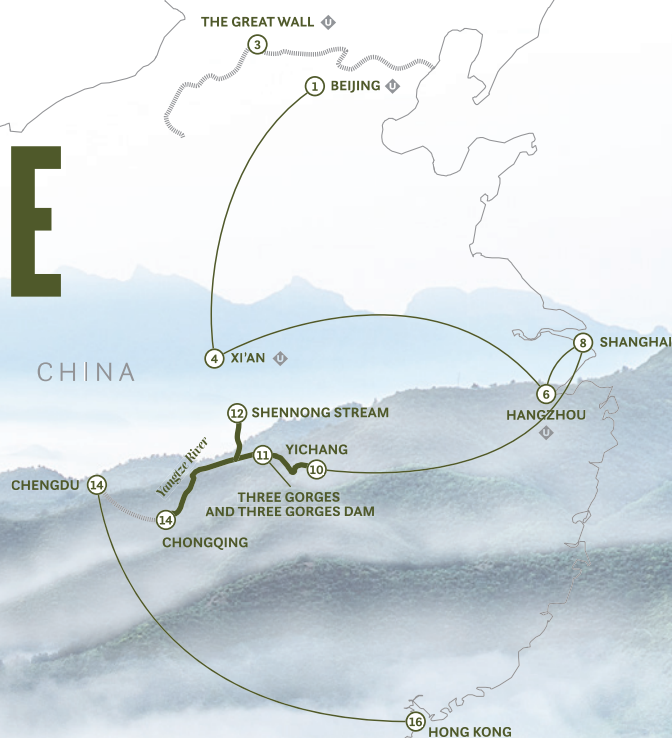 THE GREAT WALL U
3
1 BEIJING U
E
8 SHANGHAI
4 XI'AN U
CHINA
6
HANGZHOU
U
12 SHENNONG STREAM
Yangtze River
11 YICHANG
10
CHENGDU 14
THREE GORGES
AND THREE GORGES DAM
14
CHONGQING
16
HONG KONG